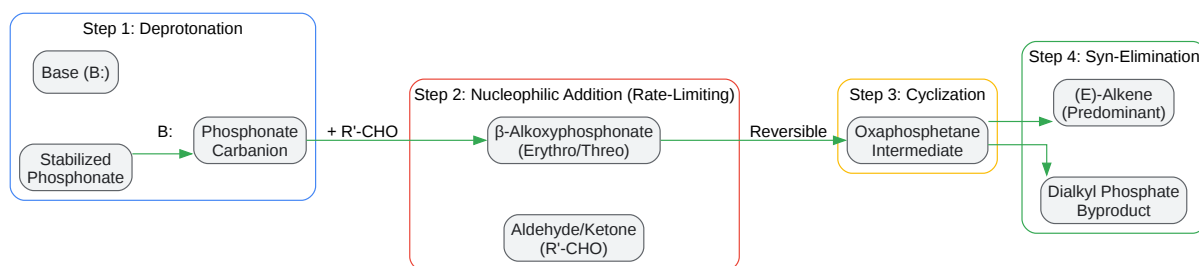 Step 1: Deprotonation
Base (B:)
Stabilized
Phosphonate
B:
Phosphonate
Carbanion
+ R'-CHO
Step 2: Nucleophilic Addition (Rate-Limiting)
β-Alkoxyphosphonate
(Erythro/Threo)
Aldehyde/Ketone
(R'-CHO)
Reversible
Step 3: Cyclization
Oxaphosphetane
Intermediate
Step 4: Syn-Elimination
(E)-Alkene
(Predominant)
Dialkyl Phosphate
Byproduct